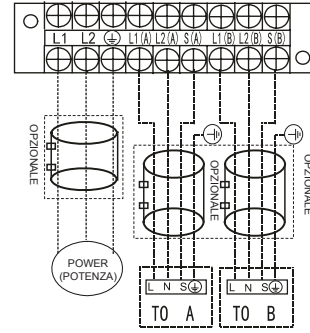 L1 L2 L1(A) L2(A) S(A) L1(B) L2(B) S(B)
OPZIONALE
OPZIONALE
OPZIONALE
POWER
(POTENZA)
L N S
L N S
TO A
TO B